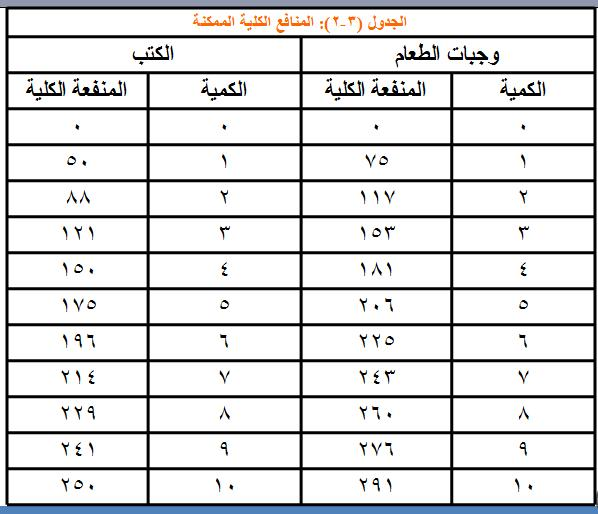 الجدول (٣-٢): المنافع الكلية الممكنة
وجبات الطعام الكتب
الكمية المنفعة الكلية الكمية المنفعة الكلية
٠ ٠ ٠ ٠
١ ٧٥ ١ ٥٠
٢ ١١٧ ٢ ٨٨
٣ ١٥٣ ٣ ١٢١
٤ ١٨١ ٤ ١٥٠
٥ ٢٠٦ ٥ ١٧٥
٦ ٢٢٥ ٦ ١٩٦
٧ ٢٤٣ ٧ ٢١٤
٨ ٢٦٠ ٨ ٢٢٩
٩ ٢٧٦ ٩ ٢٤١
١٠ ٢٩١ ١٠ ٢٥٠